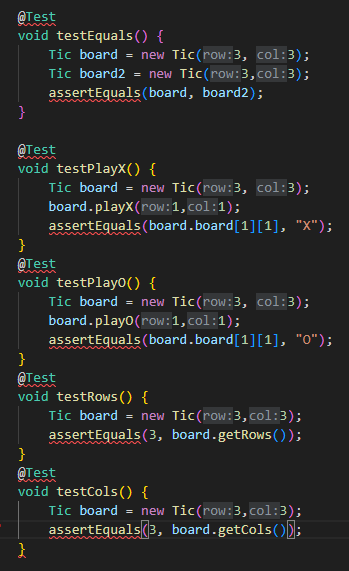 @Test
void testEquals() {
Tic board = new Tic(row:3, col:3);
Tic board2 = new Tic(row:3,col:3);
assertEquals(board, board2);
}
@Test
void testPlayX() {
Tic board = new Tic(row:3, col:3);
board.playX(row:1,col:1);
assertEquals(board.board[1][1], "X");
}
@Test
void testPlayO() {
Tic board = new Tic(row:3, col:3);
board.playO(row:1,col:1);
assertEquals(board.board[1][1], "O");
}
@Test
void testRows() {
Tic board = new Tic(row:3,col:3);
assertEquals(3, board.getRows());
}
@Test
void testCols() {
Tic board = new Tic(row:3,col:3);
assertEquals(3, board.getCols());
}